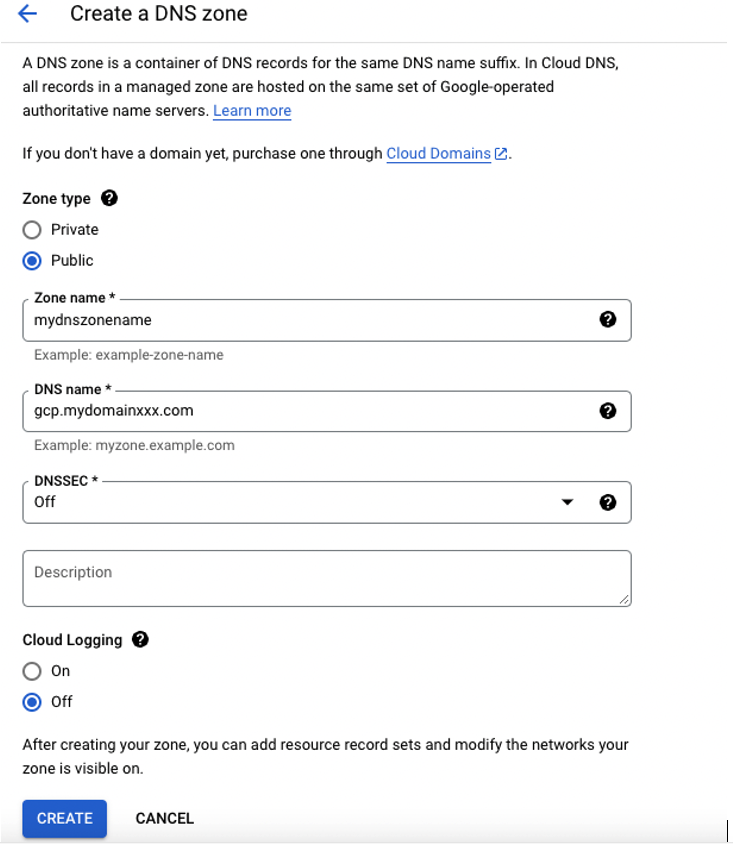 Create a DNS zone
A DNS zone is a container of DNS records for the same DNS name suffix. In Cloud DNS,
all records in a managed zone are hosted on the same set of Google-operated
authoritative name servers. Learn more
If you don't have a domain yet, purchase one through Cloud Domains.
Zone type
Private
Public
Zone name *
mydnszonename
Example: example-zone-name
DNS name *
gcp.mydomainxxx.com
Example: myzone.example.com
DNSSEC *
Off
Description
Cloud Logging
On
Off
After creating your zone, you can add resource record sets and modify the networks your
zone is visible on.
CREATE CANCEL